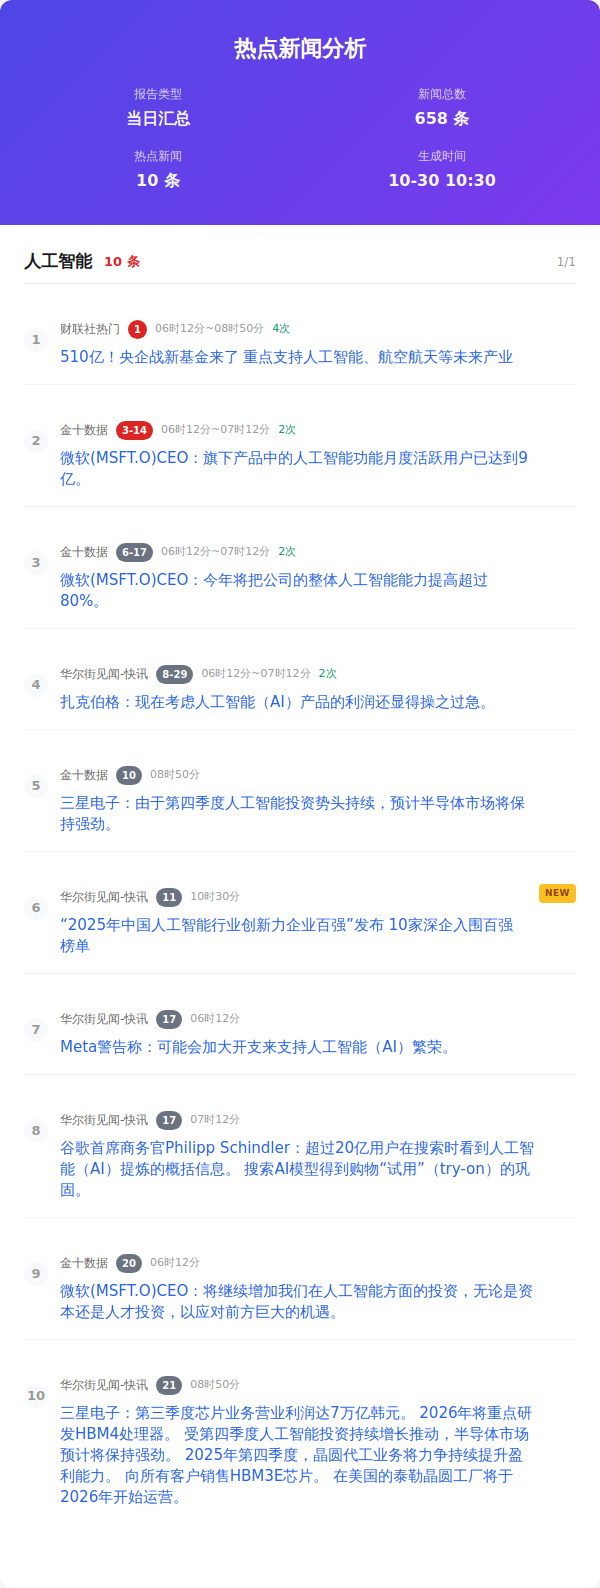 热点新闻分析
报告类型
新闻总数
当日汇总
658 条
热点新闻
生成时间
10 条
10-30 10:30
人工智能 10 条 1/1
1
财联社热门 1 06时12分~08时50分 4次
510亿！央企战新基金来了 重点支持人工智能、航空航天等未来产业
2
金十数据 3-14 06时12分~07时12分 2次
微软(MSFT.O)CEO：旗下产品中的人工智能功能月度活跃用户已达到9
亿。
3
金十数据 6-17 06时12分~07时12分 2次
微软(MSFT.O)CEO：今年将把公司的整体人工智能能力提高超过
80%。
4
华尔街见闻-快讯 8-29 06时12分~07时12分 2次
扎克伯格：现在考虑人工智能（AI）产品的利润还显得操之过急。
5
金十数据 10 08时50分
三星电子：由于第四季度人工智能投资势头持续，预计半导体市场将保
持强劲。
6
华尔街见闻-快讯 11 10时30分 NEW
“2025年中国人工智能行业创新力企业百强”发布 10家深企入围百强
榜单
7
华尔街见闻-快讯 17 06时12分
Meta警告称：可能会加大开支来支持人工智能（AI）繁荣。
8
华尔街见闻-快讯 17 07时12分
谷歌首席商务官Philipp Schindler：超过20亿用户在搜索时看到人工智
能（AI）提炼的概括信息。 搜索AI模型得到购物“试用”（try-on）的巩
固。
9
金十数据 20 06时12分
微软(MSFT.O)CEO：将继续增加我们在人工智能方面的投资，无论是资
本还是人才投资，以应对前方巨大的机遇。
10
华尔街见闻-快讯 21 08时50分
三星电子：第三季度芯片业务营业利润达7万亿韩元。 2026年将重点研
发HBM4处理器。 受第四季度人工智能投资持续增长推动，半导体市场
预计将保持强劲。 2025年第四季度，晶圆代工业务将力争持续提升盈
利能力。 向所有客户销售HBM3E芯片。 在美国的泰勒晶圆工厂将于
2026年开始运营。